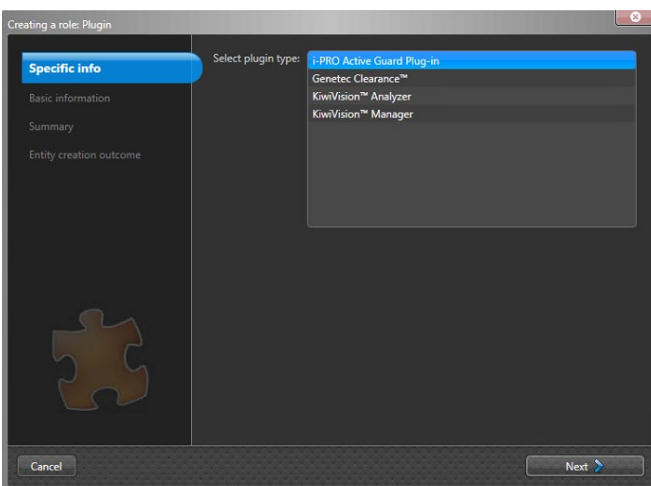 Creating a role: Plugin
Specific info
Basic information
Summary
Entity creation outcome
Select plugin type:
i-PRO Active Guard Plug-in
Genetec Clearance™
KiwiVision™ Analyzer
KiwiVision™ Manager
Cancel
Next